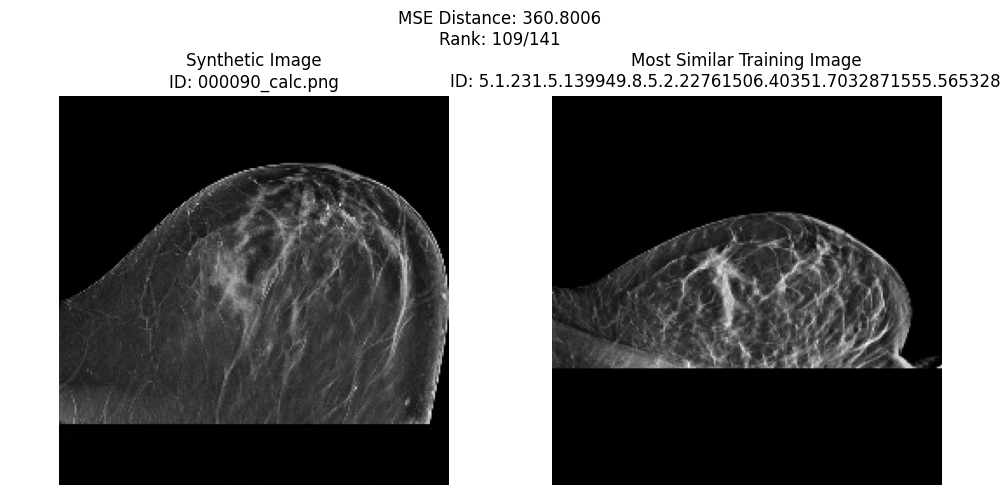 MSE Distance: 360.8006
Rank: 109/141
Synthetic Image
ID: 000090_calc.png
Most Similar Training Image
ID: 5.1.231.5.139949.8.5.2.22761506.40351.7032871555.565328